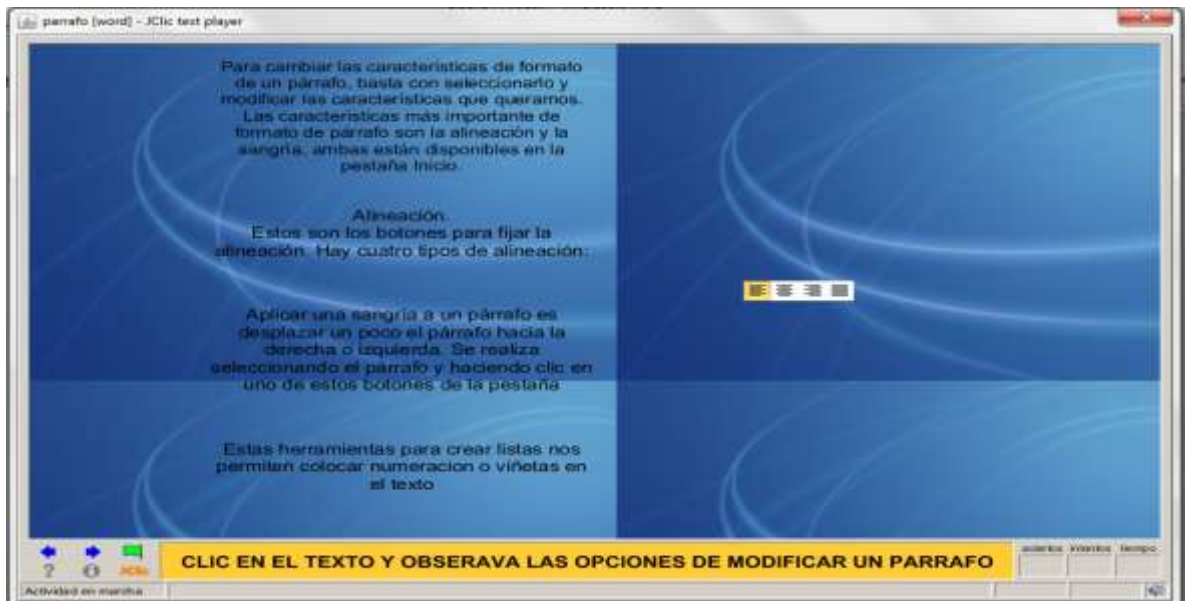 parrafo [word] - JClic test player
Para cambiar las características de formato
de un párrafo, basta con seleccionarlo y
modificar las características que queramos.
Las características más importante de
formato de párrafo son la alineación y la
sangría, ambas están disponibles en la
pestaña Inicio.
Alineación.
Estos son los botones para fijar la
alineación. Hay cuatro tipos de alineación:
Aplicar una sangría a un párrafo es
desplazar un poco el párrafo hacia la
derecha o izquierda. Se realiza
seleccionando el párrafo y haciendo clic en
uno de estos botones de la pestaña
Estas herramientas para crear listas nos
permiten colocar numeracion o viñetas en
el texto
CLIC EN EL TEXTO Y OBSERAVA LAS OPCIONES DE MODIFICAR UN PARRAFO
aciertos intentos tiempo
JClic
Actividad en marcha